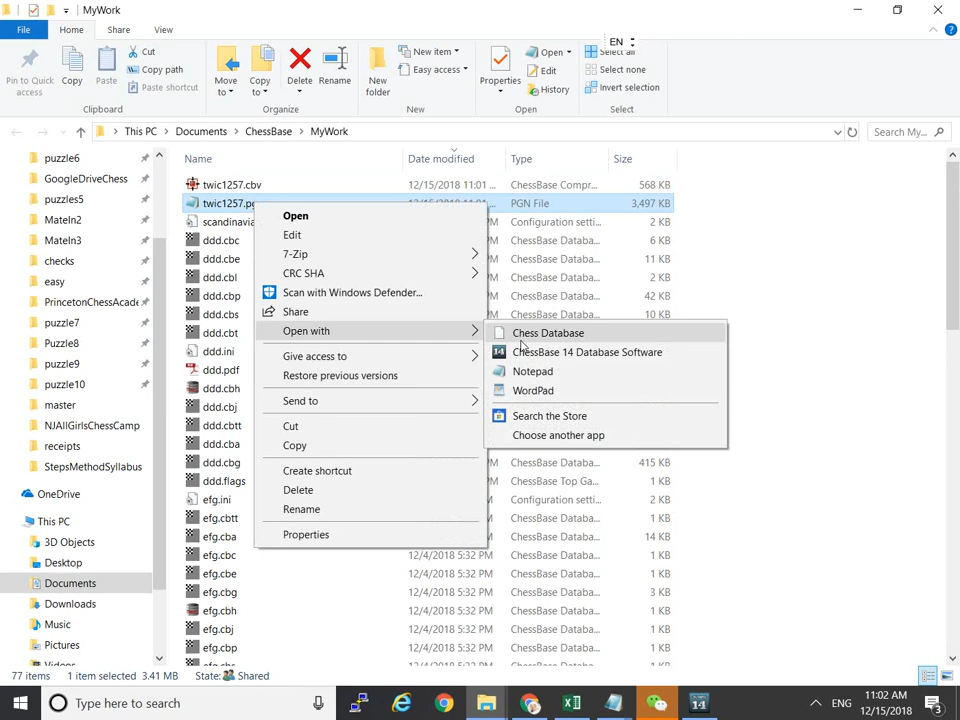 MyWork
File
Home
Share
View
EN
Pin to Quick access
Copy
Paste
Cut
Copy path
Paste shortcut
Clipboard
Move to
Copy to
Delete
Rename
Organize
New folder
New item
Easy access
New
Properties
Open
Edit
History
Open
Select all
Select none
Invert selection
Select
This PC
Documents
ChessBase
MyWork
Search My...
puzzle6
GoogleDriveChess
puzzles5
MateIn2
MateIn3
checks
easy
PrincetonChessAcade
puzzle7
Puzzle8
puzzle9
puzzle10
master
NJAllGirlsChessCamp
receipts
StepsMethodSyllabus
OneDrive
This PC
3D Objects
Desktop
Documents
Downloads
Music
Pictures
Videos
Name Date modified Type Size
twic1257.cbv 12/15/2018 11:01 ... ChessBase Compr... 568 KB
twic1257.pg 12/15/2018 11:01 ... PGN File 3,497 KB
scandinavia Configuration setti... 2 KB
ddd.cbc ChessBase Databa... 6 KB
ddd.cbe ChessBase Databa... 11 KB
ddd.cbl ChessBase Databa... 2 KB
ddd.cbp ChessBase Databa... 42 KB
ddd.cbs ChessBase Databa... 10 KB
ddd.cbt
ddd.ini
ddd.pdf
ddd.cbh
ddd.cbj
ddd.cbtt
ddd.cba
ddd.cbg ChessBase Databa... 415 KB
ddd.flags ChessBase Top Ga... 1 KB
efg.ini Configuration setti... 2 KB
efg.cbtt ChessBase Databa... 1 KB
efg.cba ChessBase Databa... 14 KB
efg.cbc 12/4/2018 5:32 PM ChessBase Databa... 1 KB
efg.cbe 12/4/2018 5:32 PM ChessBase Databa... 1 KB
efg.cbg 12/4/2018 5:32 PM ChessBase Databa... 3 KB
efg.cbh 12/4/2018 5:32 PM ChessBase Databa... 1 KB
efg.cbj 12/4/2018 5:32 PM ChessBase Databa... 1 KB
efg.cbp 12/4/2018 5:32 PM ChessBase Databa... 1 KB
Open
Edit
7-Zip
CRC SHA
Scan with Windows Defender...
Share
Open with
Give access to
Restore previous versions
Send to
Cut
Copy
Create shortcut
Delete
Rename
Properties
Chess Database
ChessBase 14 Database Software
Notepad
WordPad
Search the Store
Choose another app
77 items 1 item selected 3.41 MB State: Shared
Type here to search
14
ENG
11:02 AM
12/15/2018
3